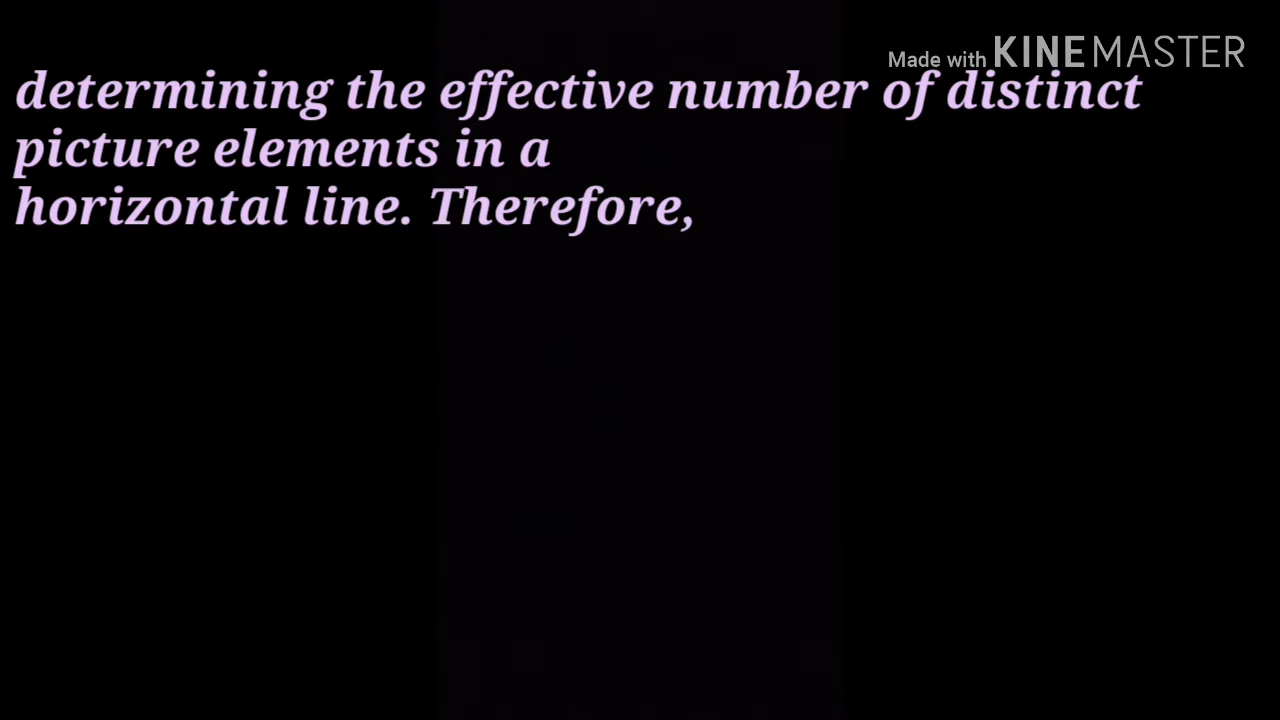 Made with KINEMASTER
determining the effective number of distinct
picture elements in a
horizontal line. Therefore,